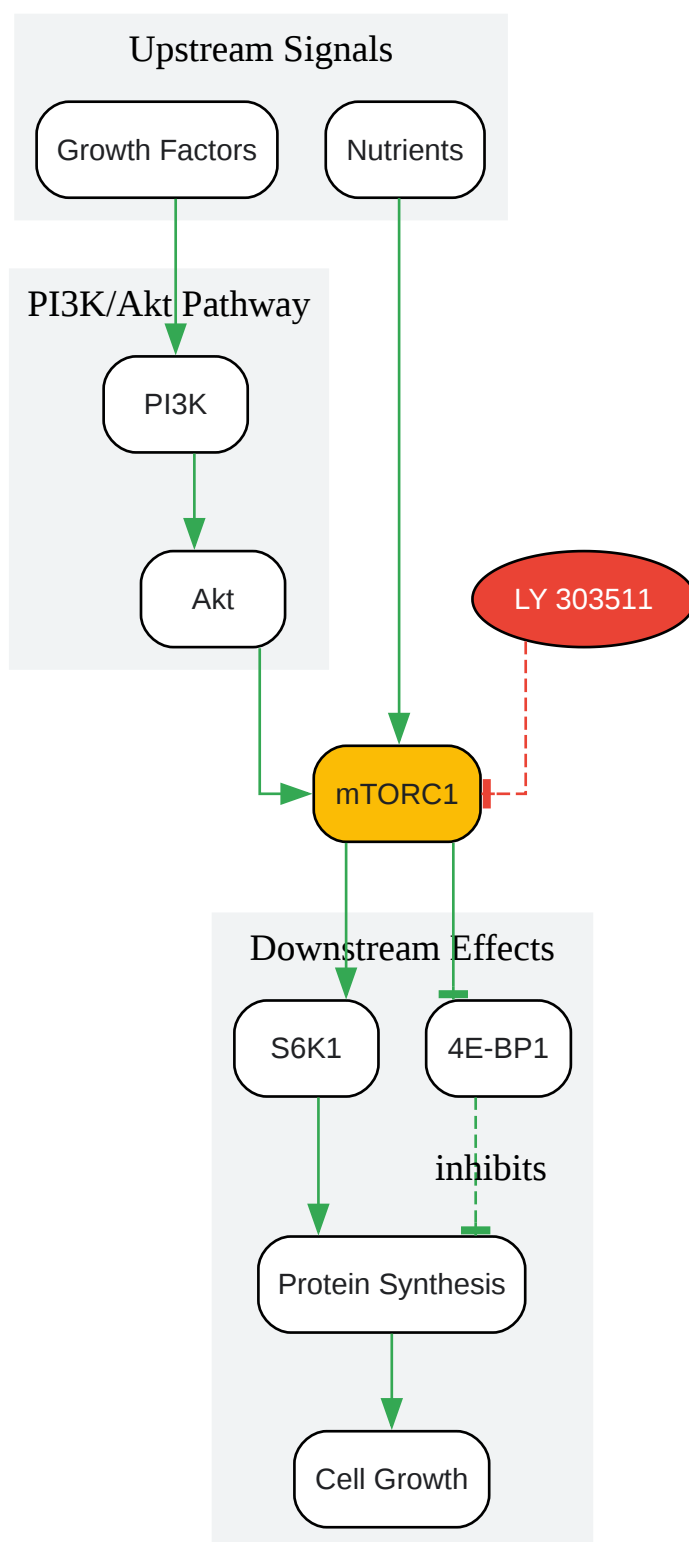 Upstream Signals
Growth Factors
Nutrients
PI3K/Akt Pathway
PI3K
Akt
LY 303511
mTORC1
Downstream Effects
S6K1
4E-BP1
inhibits
Protein Synthesis
Cell Growth